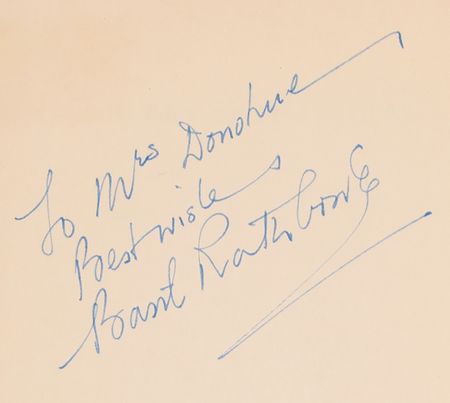 To Mrs Donohue
Best wishes
Basil Rathbone